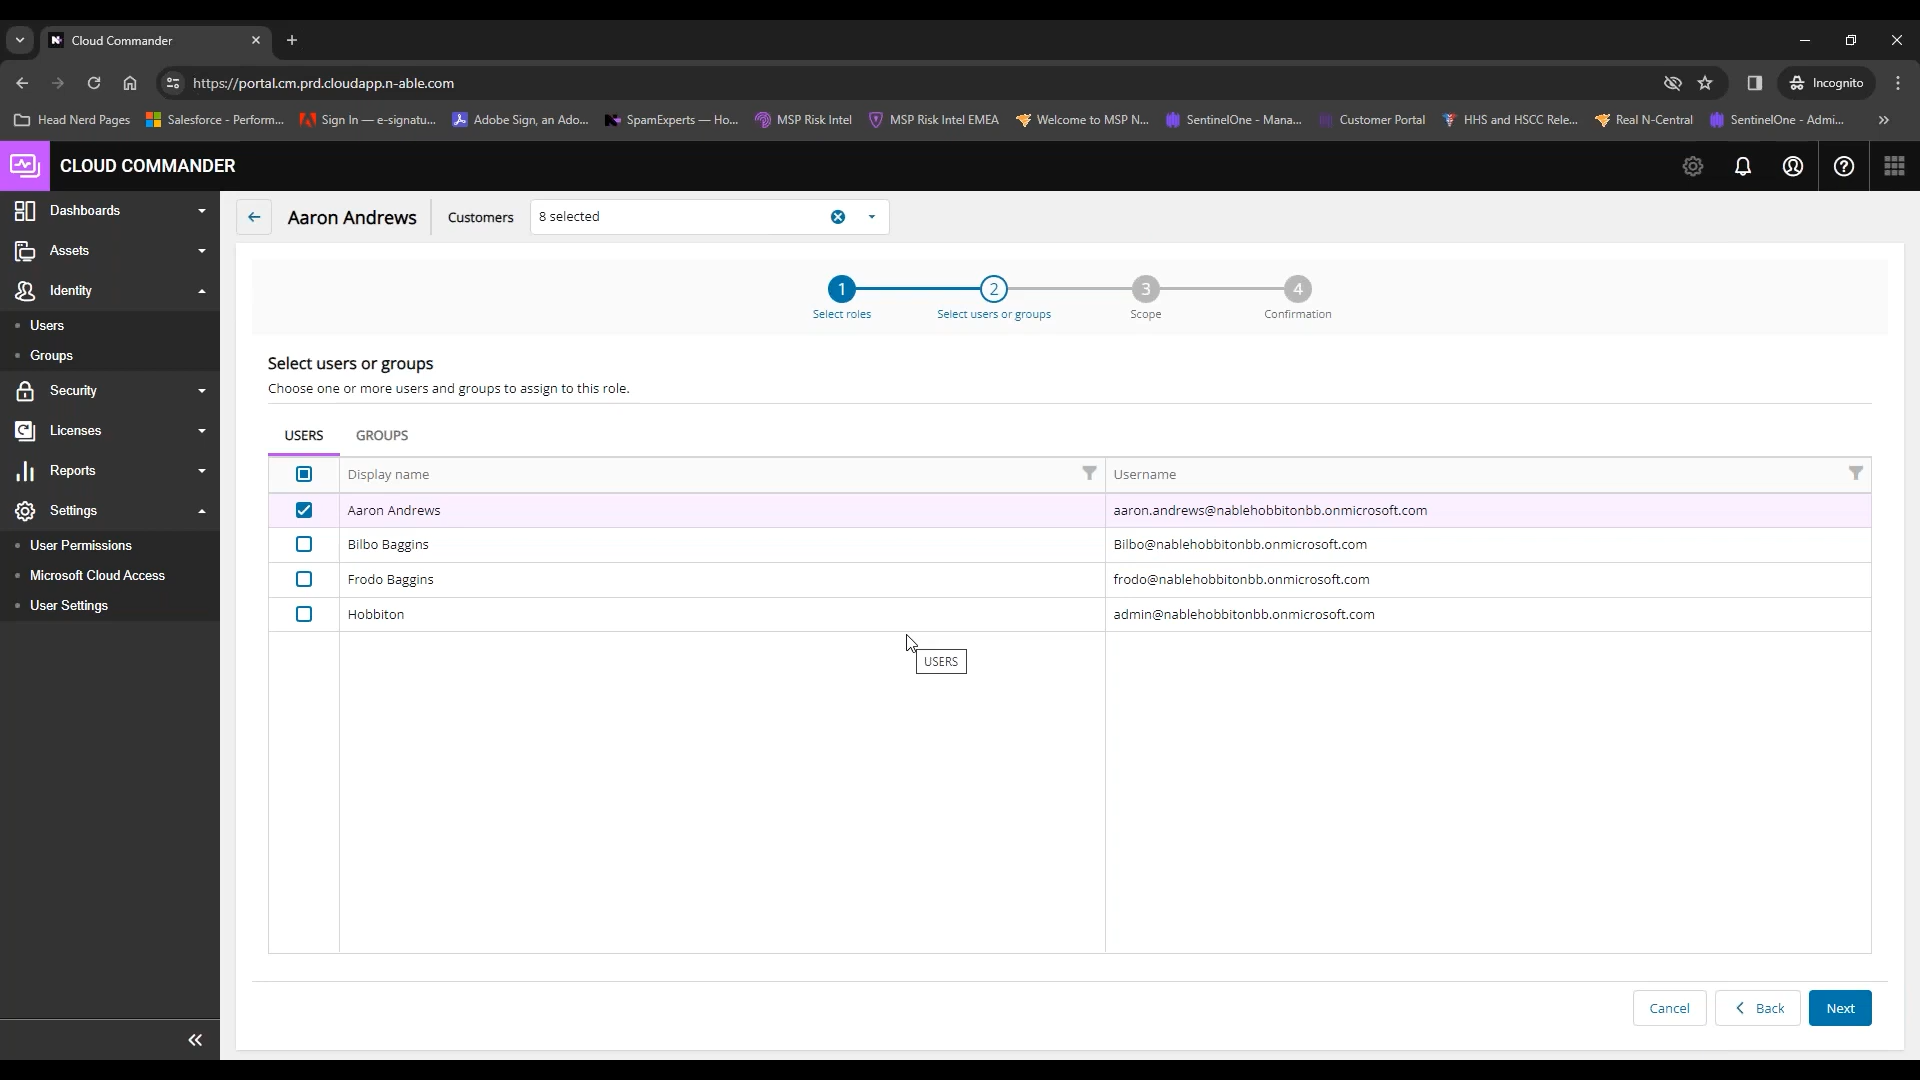 Cloud Commander
https://portal.cm.prd.cloudapp.n-able.com
Incognito
Head Nerd Pages
Salesforce - Perform...
Sign In — e-signatu...
Adobe Sign, an Ado...
SpamExperts — Ho...
MSP Risk Intel
MSP Risk Intel EMEA
Welcome to MSP N...
SentinelOne - Mana...
Customer Portal
HHS and HSCC Rele...
Real N-Central
SentinelOne - Admi...
CLOUD COMMANDER
Dashboards
Assets
Identity
Users
Groups
Security
Licenses
Reports
Settings
User Permissions
Microsoft Cloud Access
User Settings
Aaron Andrews
Customers
8 selected
1
2
3
4
Select roles
Select users or groups
Scope
Confirmation
Select users or groups
Choose one or more users and groups to assign to this role.
USERS
GROUPS
Display name
Username
Aaron Andrews
aaron.andrews@nablehobbitonbb.onmicrosoft.com
Bilbo Baggins
Bilbo@nablehobbitonbb.onmicrosoft.com
Frodo Baggins
frodo@nablehobbitonbb.onmicrosoft.com
Hobbiton
admin@nablehobbitonbb.onmicrosoft.com
USERS
Cancel
Back
Next